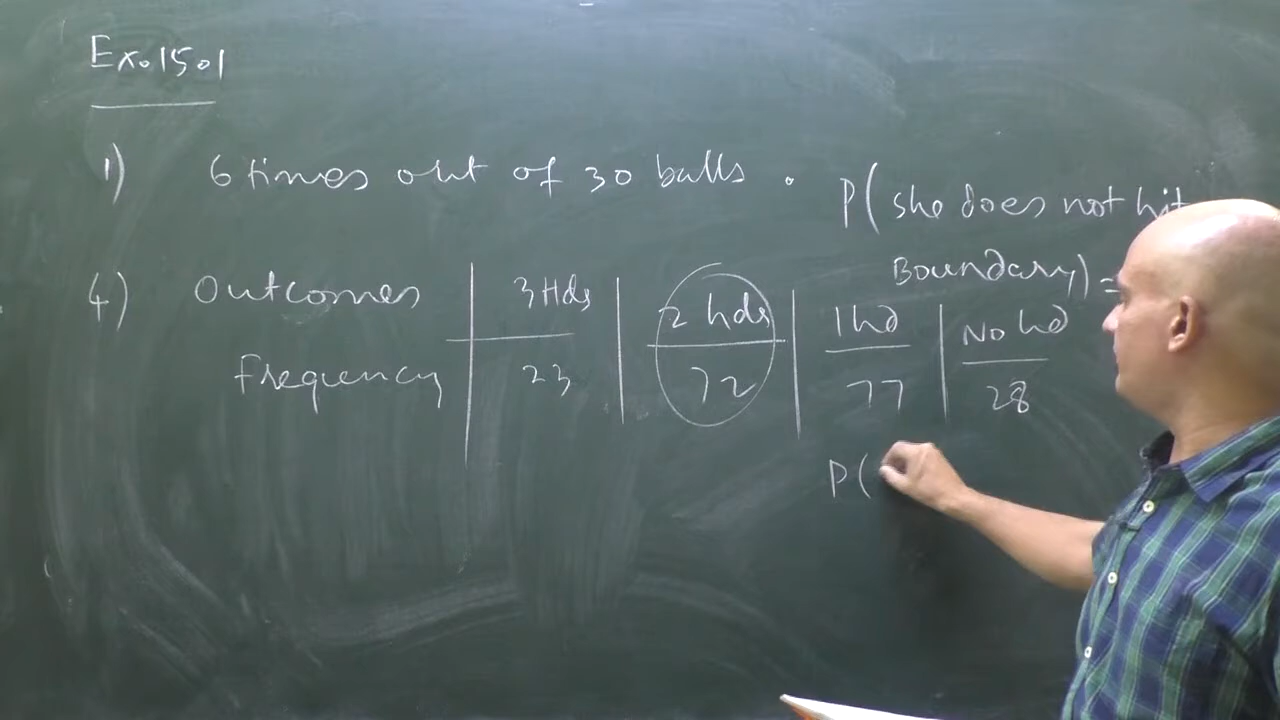 Ex.15.1
1) 6 times out of 30 balls. P(she does not hit
Boundary) =
4) Outcomes 3 Hds 2 hds 1 hd No hd
frequency 23 72 77 28
P(